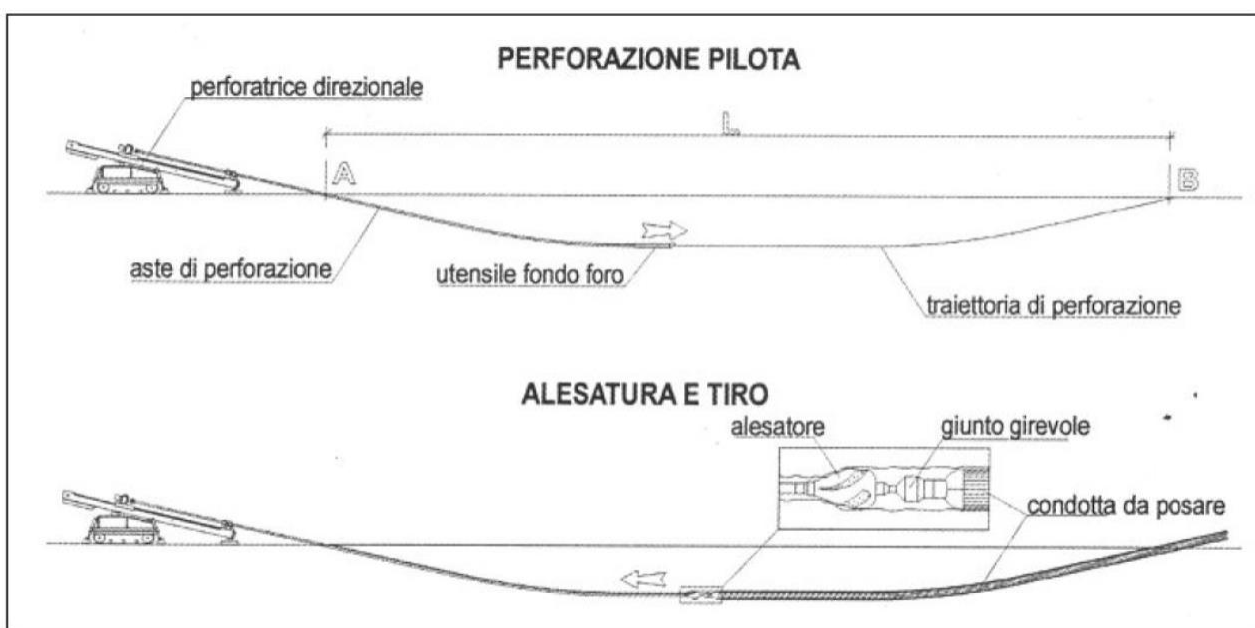 PERFORAZIONE PILOTA
perforatrice direzionale
L
A
B
aste di perforazione
utensile fondo foro
traiettoria di perforazione
ALESATURA E TIRO
alesatore
giunto girevole
condotta da posare